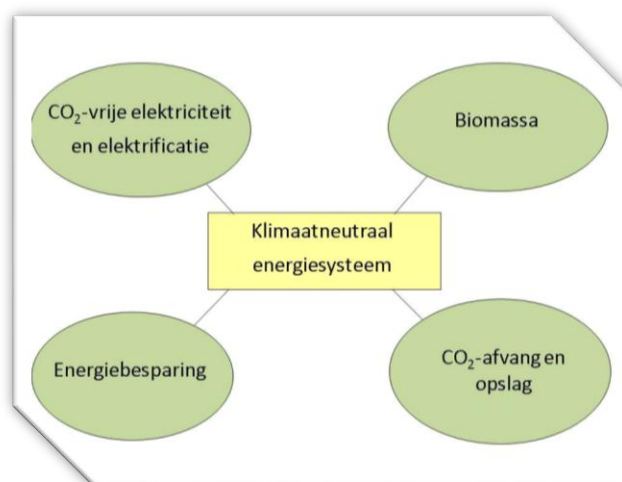 CO₂-vrije elektriciteit
en elektrificatie
Biomassa
Klimaatneutraal
energiesysteem
Energiebesparing
CO₂-afvang en
opslag